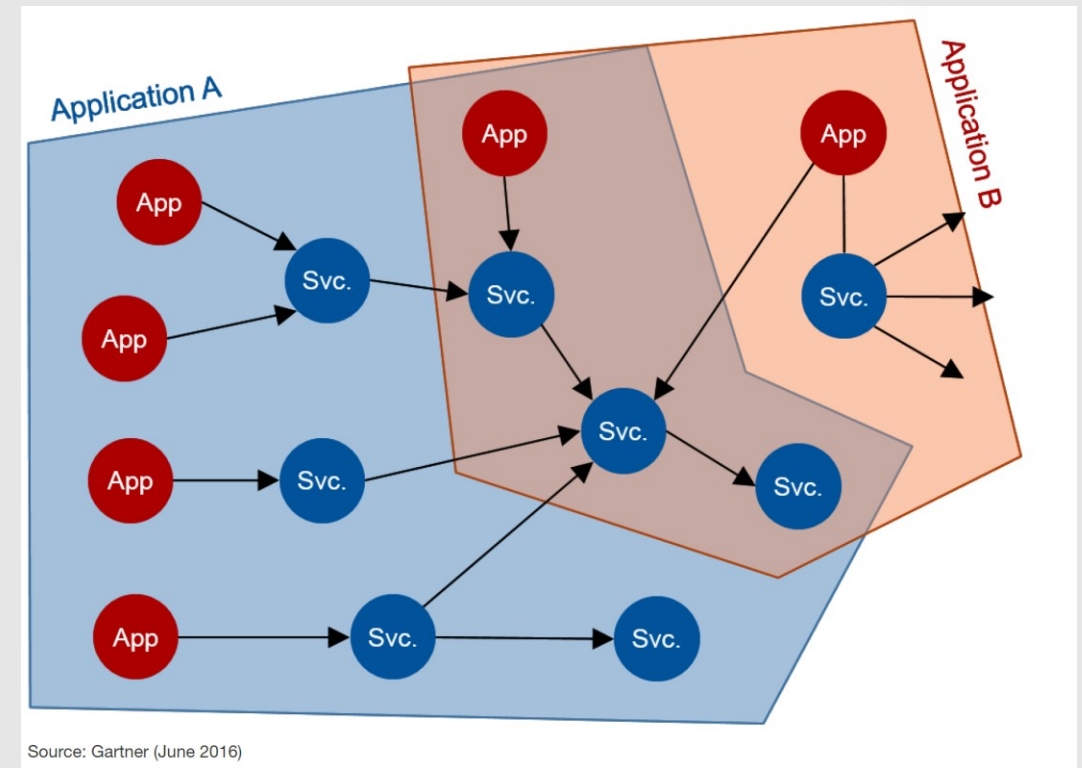 Application A
Application B
App
App
App
Svc.
Svc.
Svc.
App
Svc.
App
Svc.
Svc.
App
Svc.
App
Svc.
Svc.
Source: Gartner (June 2016)